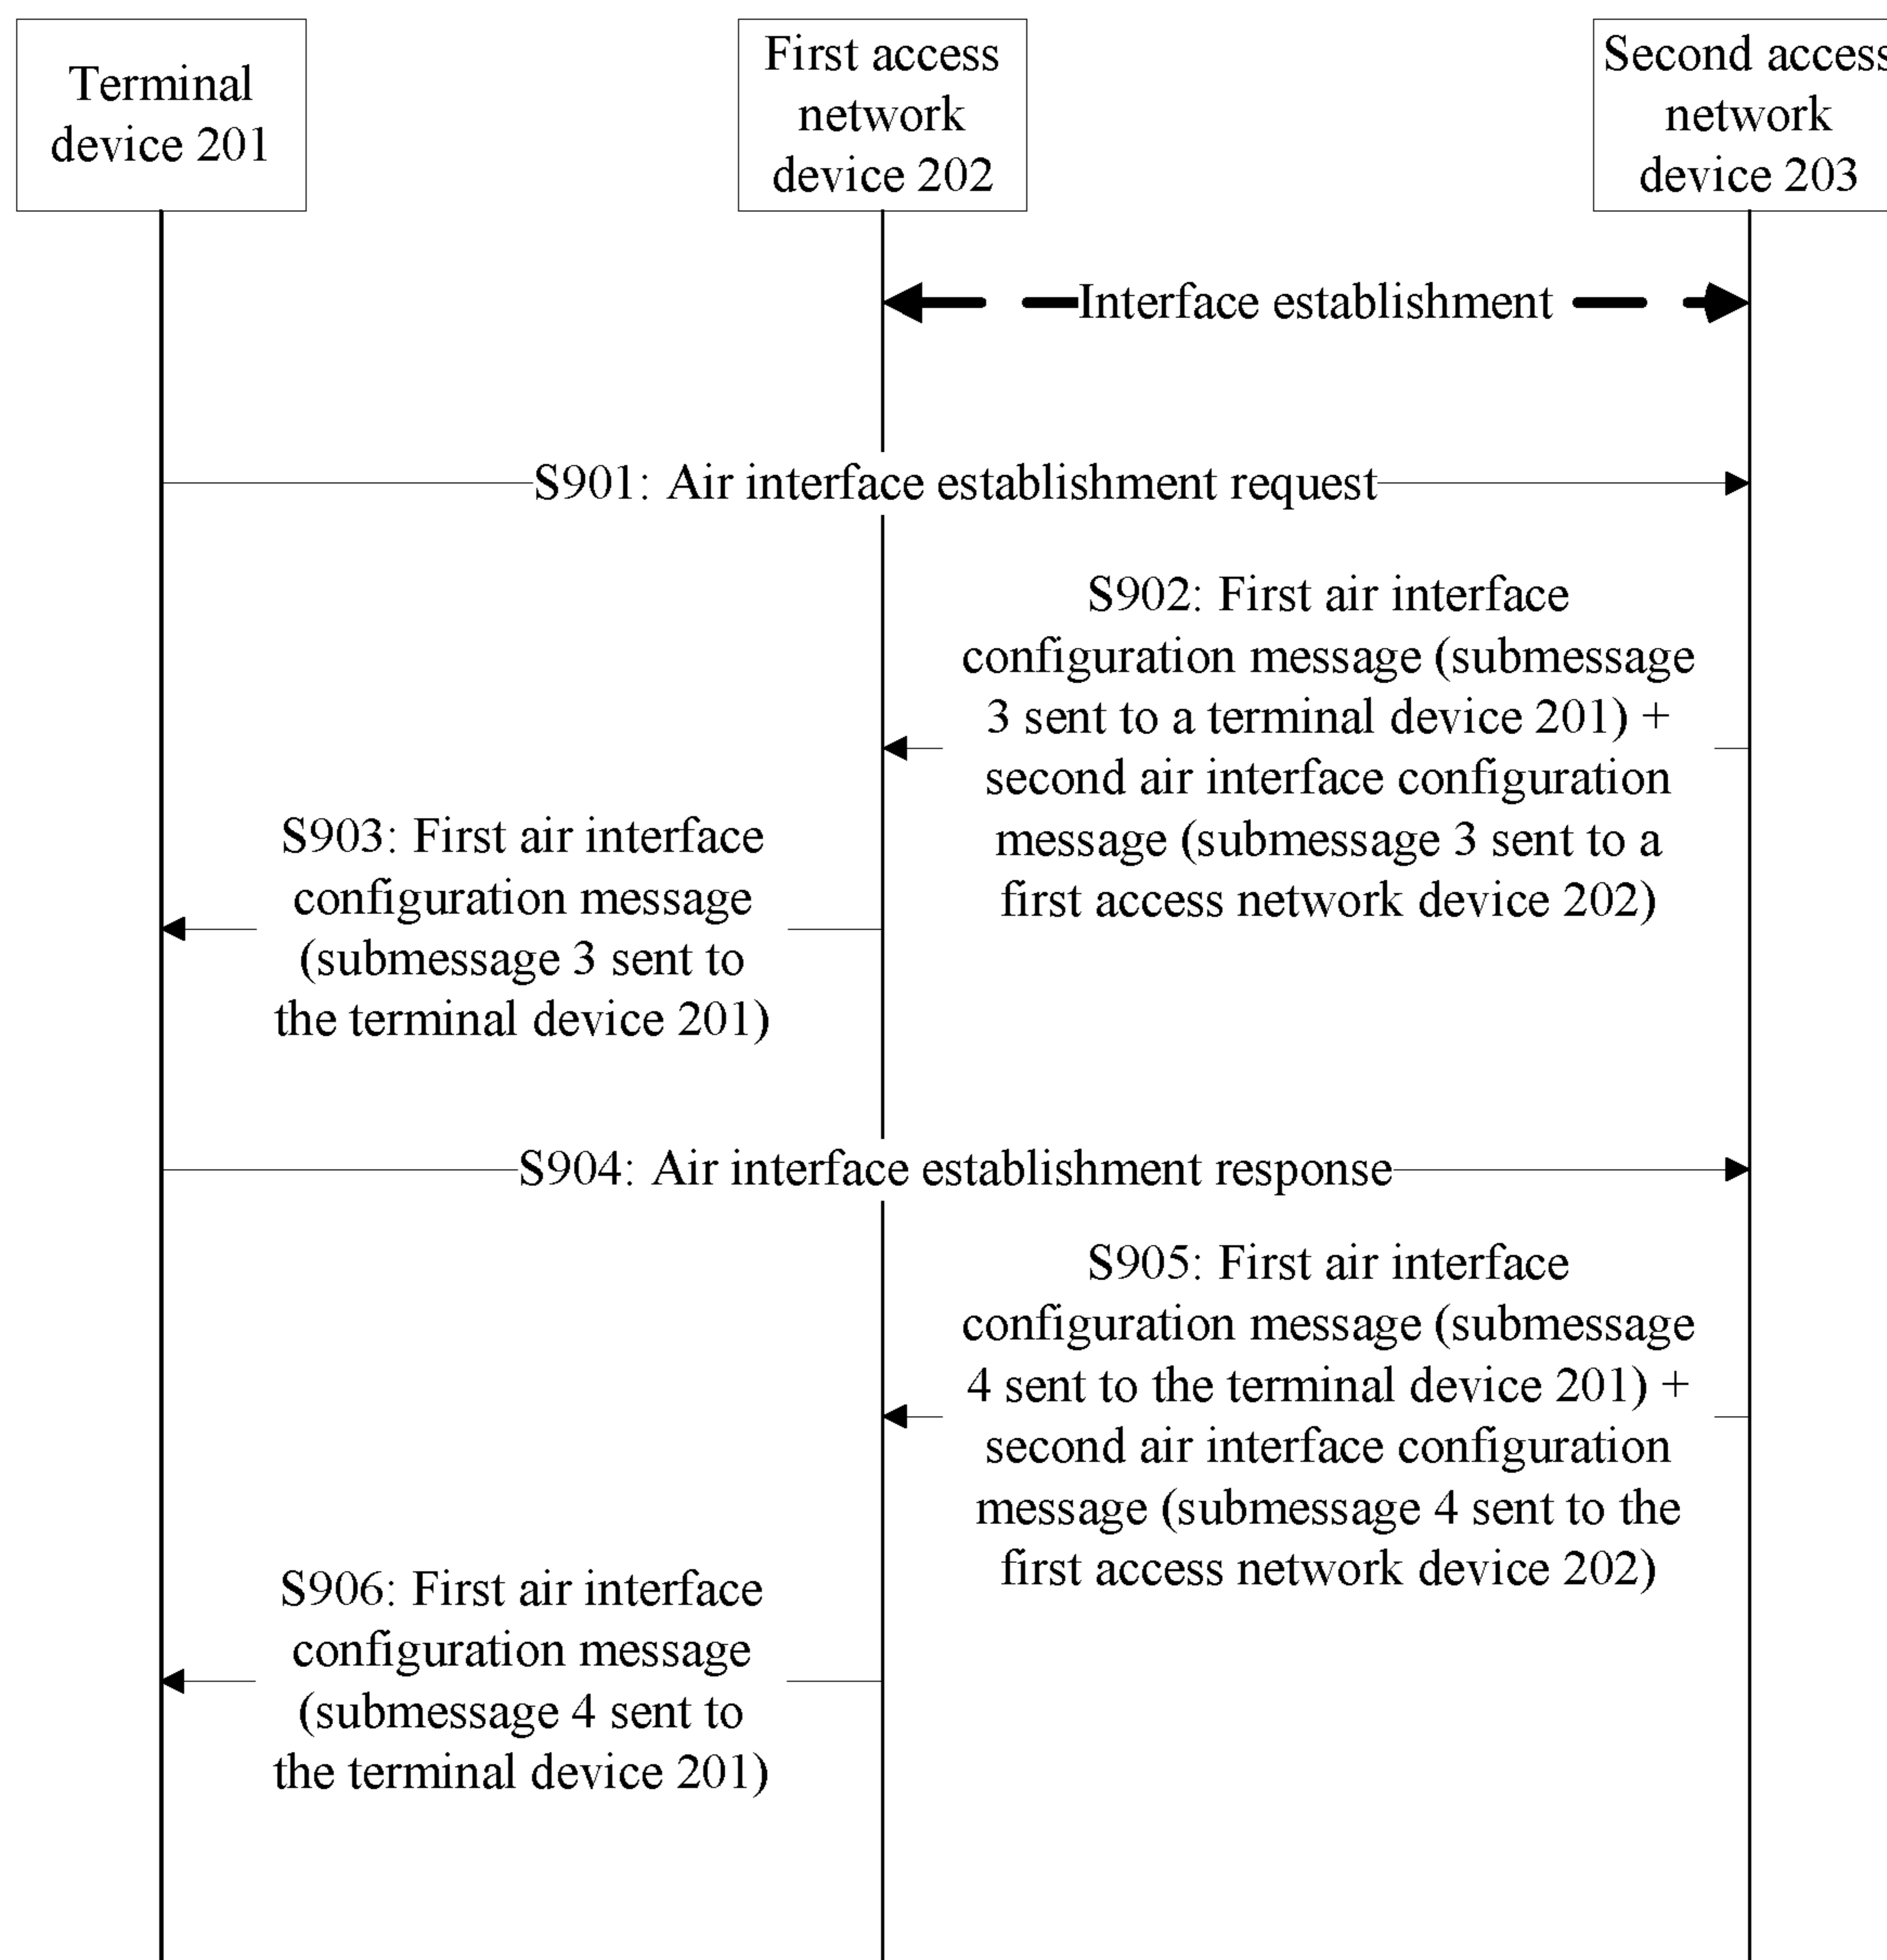 Terminal
device 201
First access
network
device 202
Second access
network
device 203
Interface establishment
S901: Air interface establishment request
S902: First air interface
configuration message (submessage
3 sent to a terminal device 201) +
second air interface configuration
message (submessage 3 sent to a
first access network device 202)
S903: First air interface
configuration message
(submessage 3 sent to
the terminal device 201)
S904: Air interface establishment response
S905: First air interface
configuration message (submessage
4 sent to the terminal device 201) +
second air interface configuration
message (submessage 4 sent to the
first access network device 202)
S906: First air interface
configuration message
(submessage 4 sent to
the terminal device 201)